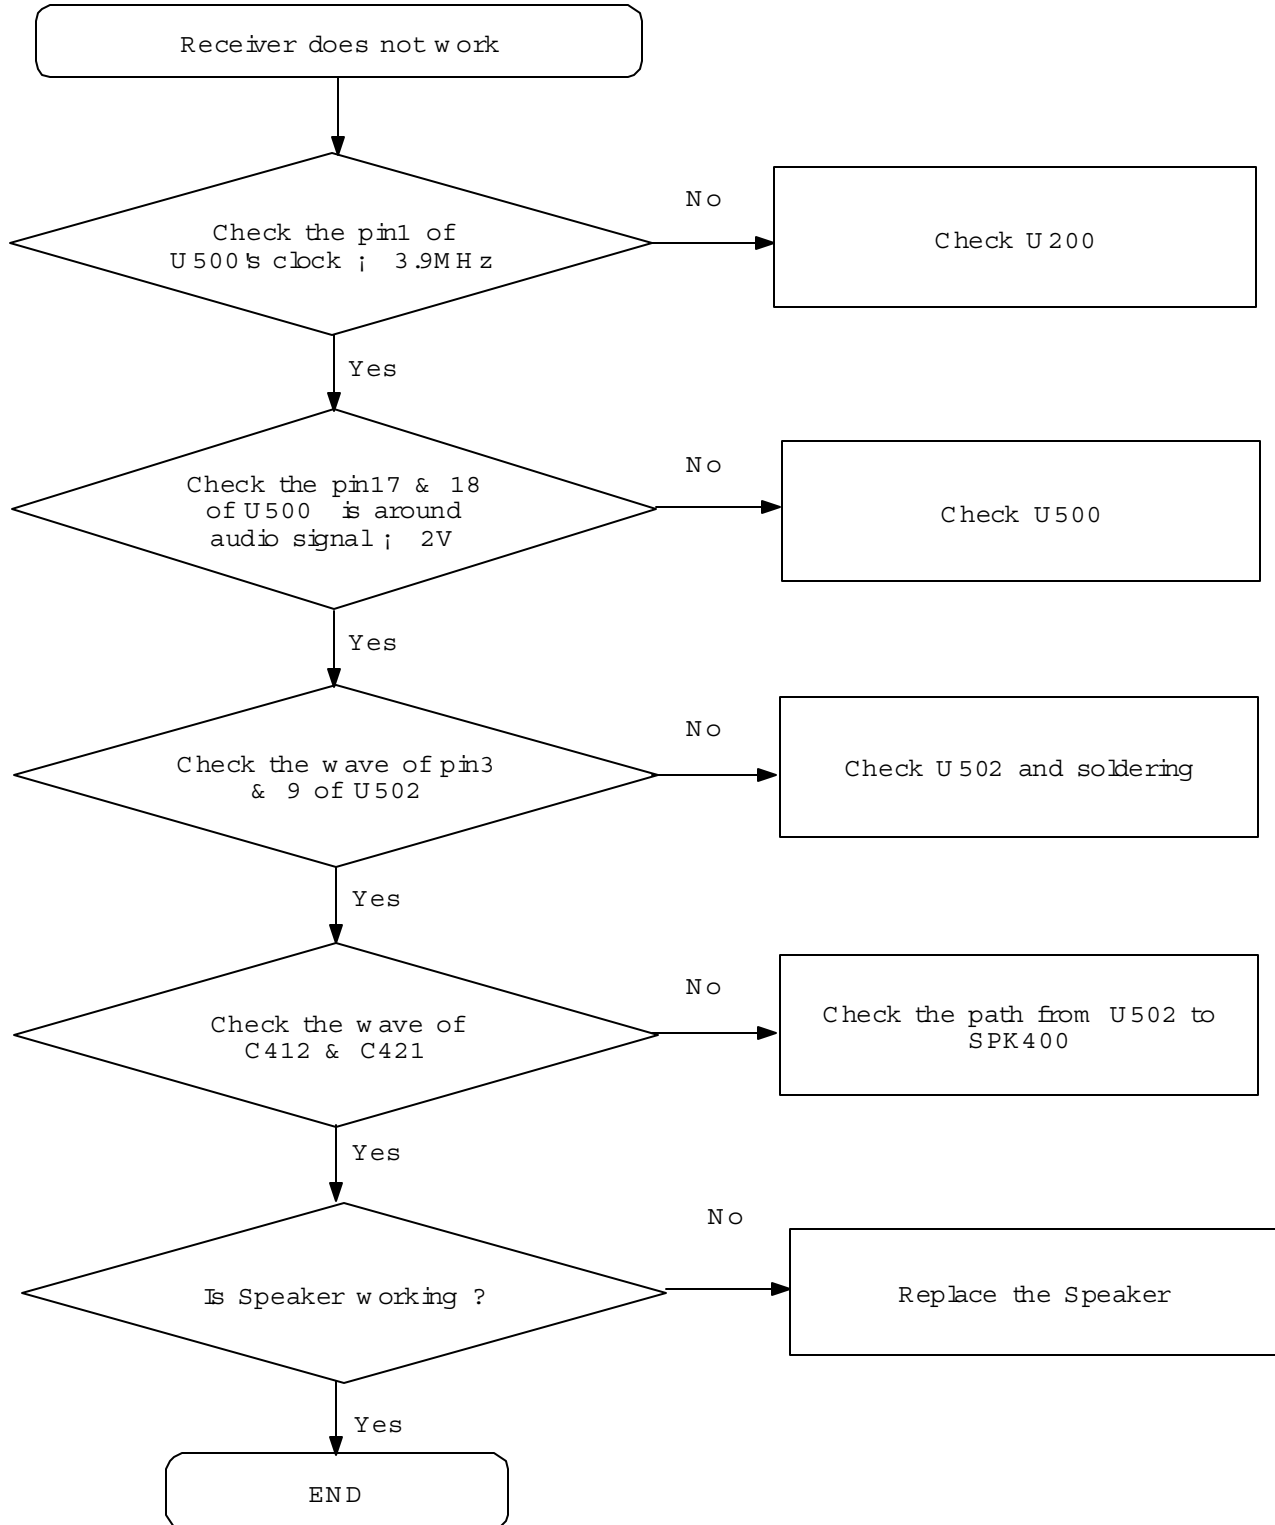 Receiver does not work
No
Check the pin1 of
U500's clock ¡ 3.9MHz
Check U200
Yes
No
Check the pin17 & 18
of U500 is around
audio signal ¡ 2V
Check U500
Yes
No
Check the wave of pin3
& 9 of U502
Check U502 and soldering
Yes
No
Check the wave of
C412 & C421
Check the path from U502 to
SPK400
Yes
No
Is Speaker working ?
Replace the Speaker
Yes
END